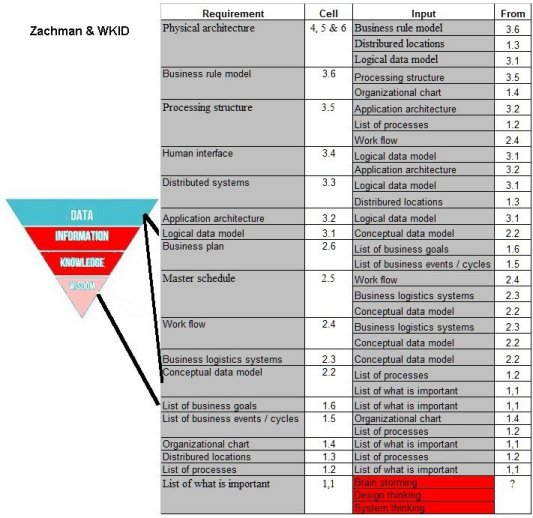 Zachman & WKID
Requirement Cell Input From
Physical architecture 4, 5 & 6 Business rule model 3.6
Distribured locations 1.3
Logical data model 3.1
Business rule model 3.6 Processing structure 3.5
Organizational chart 1.4
Processing structure 3.5 Application architecture 3.2
List of processes 1.2
Work flow 2.4
Human interface 3.4 Logical data model 3.1
Application architecture 3.2
Distributed systems 3.3 Logical data model 3.1
Distribured locations 1.3
Application architecture 3.2 Logical data model 3.1
Logical data model 3.1 Conceptual data model 2.2
Business plan 2.6 List of business goals 1.6
List of business events / cycles 1.5
Master schedule 2.5 Work flow 2.4
Business logistics systems 2.3
Conceptual data model 2.2
Work flow 2.4 Business logistics systems 2.3
Conceptual data model 2.2
Business logistics systems 2.3 Conceptual data model 2.2
Conceptual data model 2.2 List of processes 1.2
List of what is important 1,1
List of business goals 1.6 List of what is important 1,1
List of business events / cycles 1.5 Organizational chart 1.4
List of processes 1.2
Organizational chart 1.4 List of what is important 1,1
Distribured locations 1.3 List of processes 1.2
List of processes 1.2 List of what is important 1,1
List of what is important 1,1 Brain storming ?
Design thinking
System thinking
DATA
INFORMATION
KNOWLEDGE
WISDOM